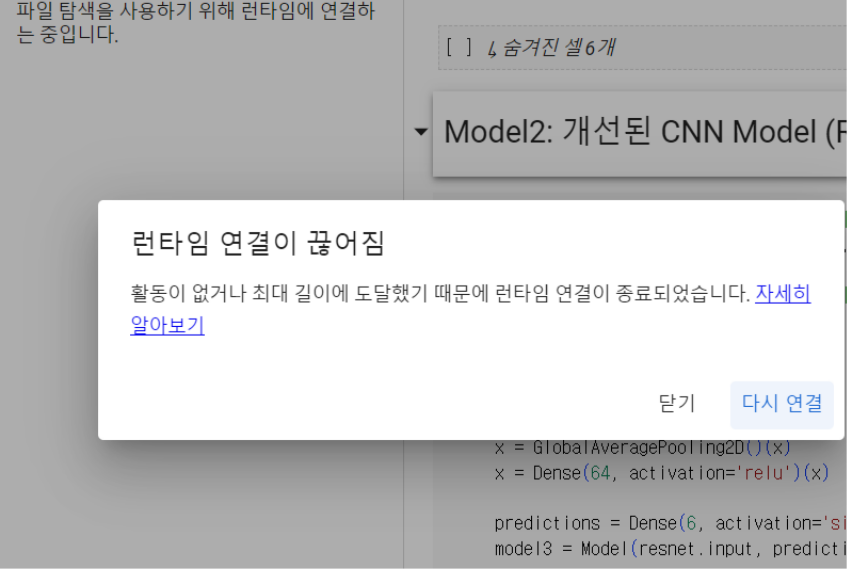 파일 탐색을 사용하기 위해 런타임에 연결하
는 중입니다.
[ ] ↳ 숨겨진 셀 6개
Model2: 개선된 CNN Model (
런타임 연결이 끊어짐
활동이 없거나 최대 길이에 도달했기 때문에 런타임 연결이 종료되었습니다. 자세히
알아보기
닫기 다시 연결
x = GlobalAveragePooling2D()(x)
x = Dense(64, activation='relu')(x)
predictions = Dense(6, activation='si
model3 = Model(resnet.input, predicti